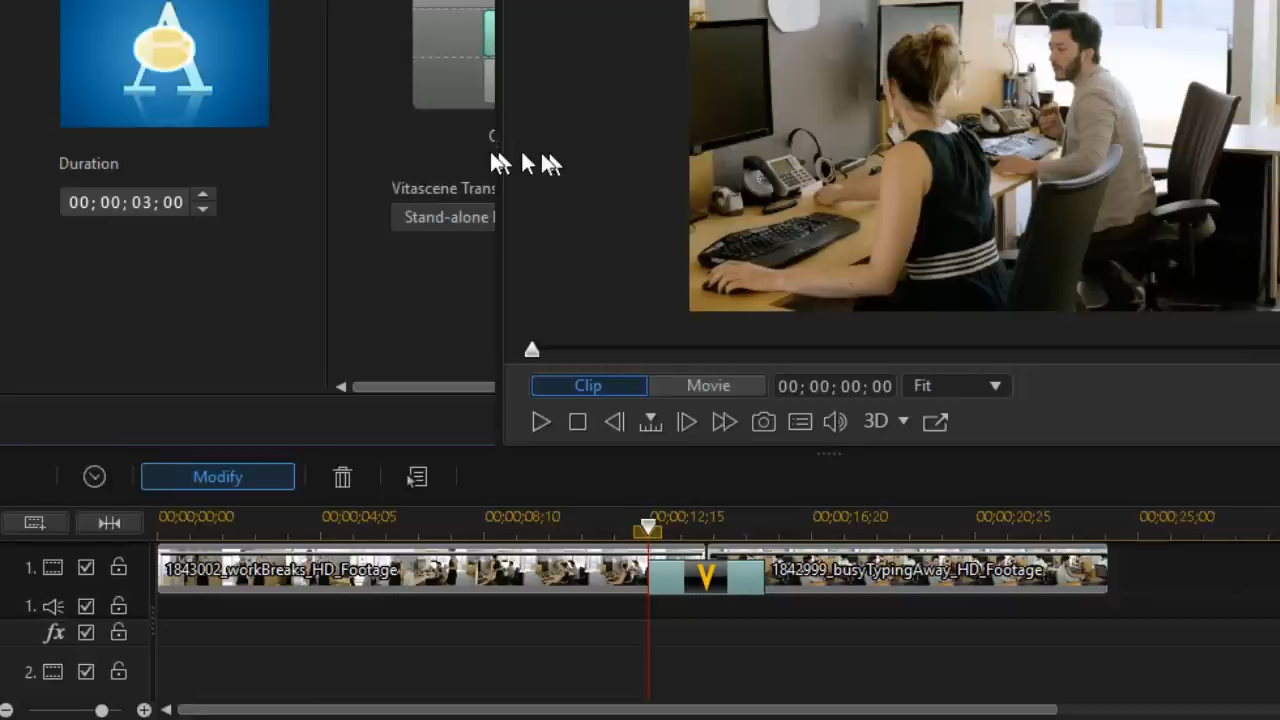 A
Duration
00; 00; 03; 00
Vitascene Trans
Stand-alone
Clip
Movie
00; 00; 00; 00
Fit
3D
Modify
00;00;00;00
00;00;04;05
00;00;08;10
00;00;12;15
00;00;16;20
00;00;20;25
00;00;25;00
1.
1843002_workBreaks_HD_Footage
V
1842999_busyTypingAway_HD_Footage
1.
fx
2.